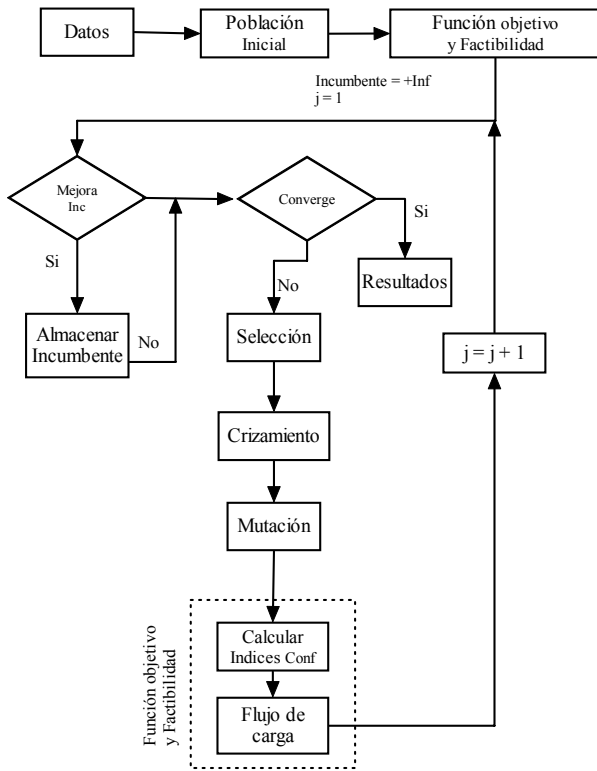 Datos
Población
Inicial
Función objetivo
y Factibilidad
Incumbente = +Inf
j = 1
Mejora
Inc
Converge
Si
Si
No
Resultados
Almacenar
Incumbente
No
Selección
j = j + 1
Crizamiento
Mutación
Función objetivo
y Factibilidad
Calcular
Indices Conf
Flujo de
carga